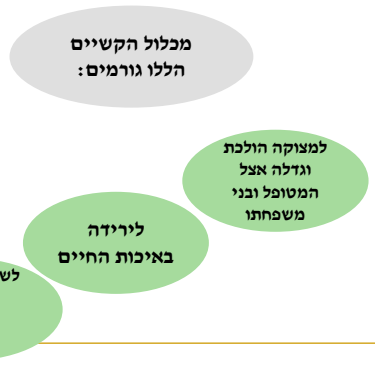 מכלול הקשיים
הללו גורמים:
למצוקה הולכת
וגדלה אצל
המטופל ובני
משפחתו
לירידה
באיכות החיים